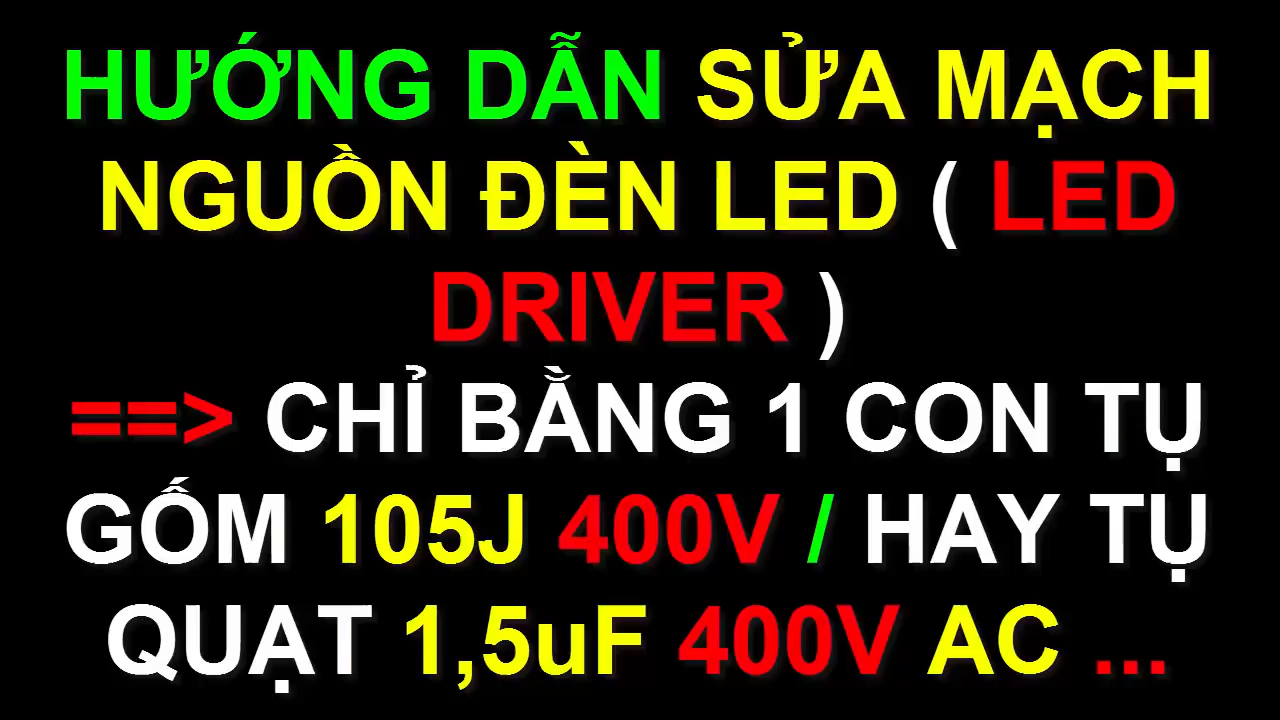 HƯỚNG DẪN SỬA MẠCH
NGUỒN ĐÈN LED ( LED
DRIVER )
==> CHỈ BẰNG 1 CON TỤ
GỐM 105J 400V / HAY TỤ
QUẠT 1,5uF 400V AC ...